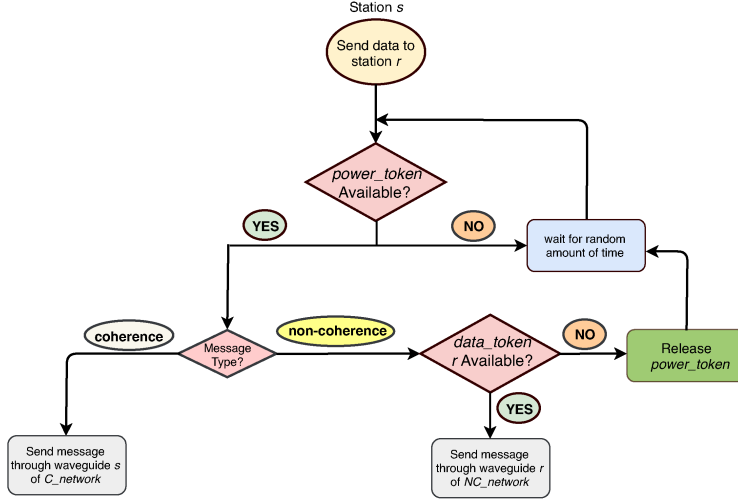 Station s
Send data to
station r
power_token
Available?
YES
NO
wait for random
amount of time
coherence
non-coherence
Message
Type?
data_token
r Available?
NO
Release
power_token
YES
Send message
through waveguide s
of C_network
Send message
through waveguide r
of NC_network